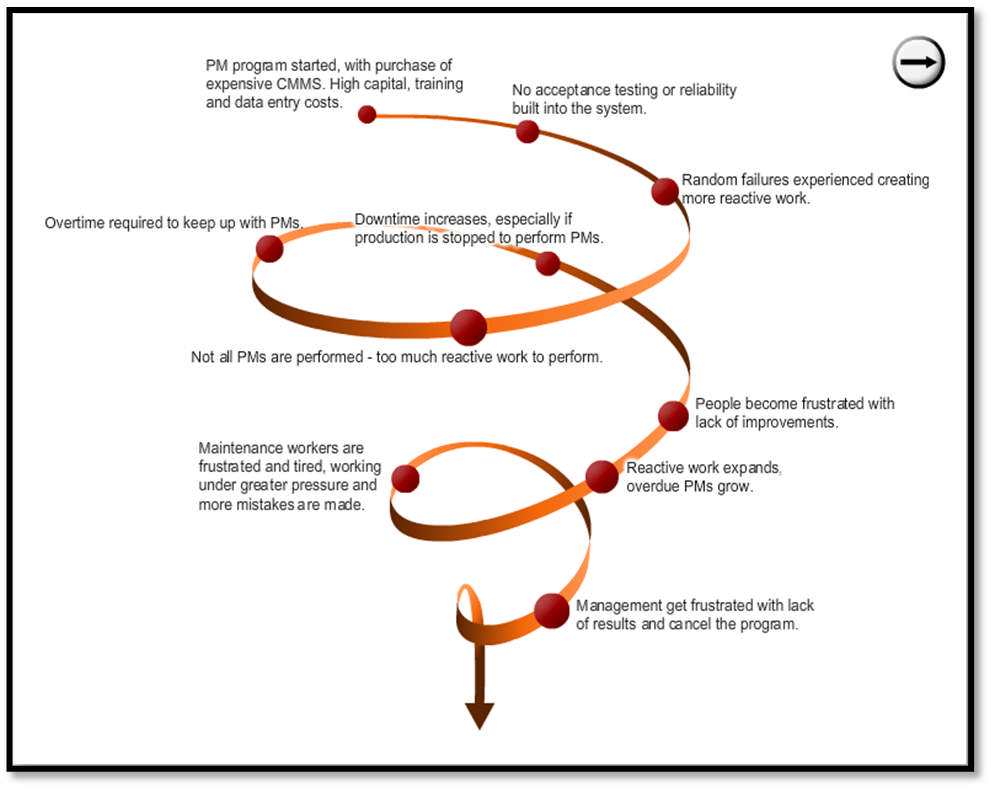 PM program started, with purchase of
expensive CMMS. High capital, training
and data entry costs.
No acceptance testing or reliability
built into the system.
Random failures experienced creating
more reactive work.
Overtime required to keep up with PMs.
Downtime increases, especially if
production is stopped to perform PMs.
Not all PMs are performed - too much reactive work to perform.
People become frustrated with
lack of improvements.
Maintenance workers are
frustrated and tired, working
under greater pressure and
more mistakes are made.
Reactive work expands,
overdue PMs grow.
Management get frustrated with lack
of results and cancel the program.